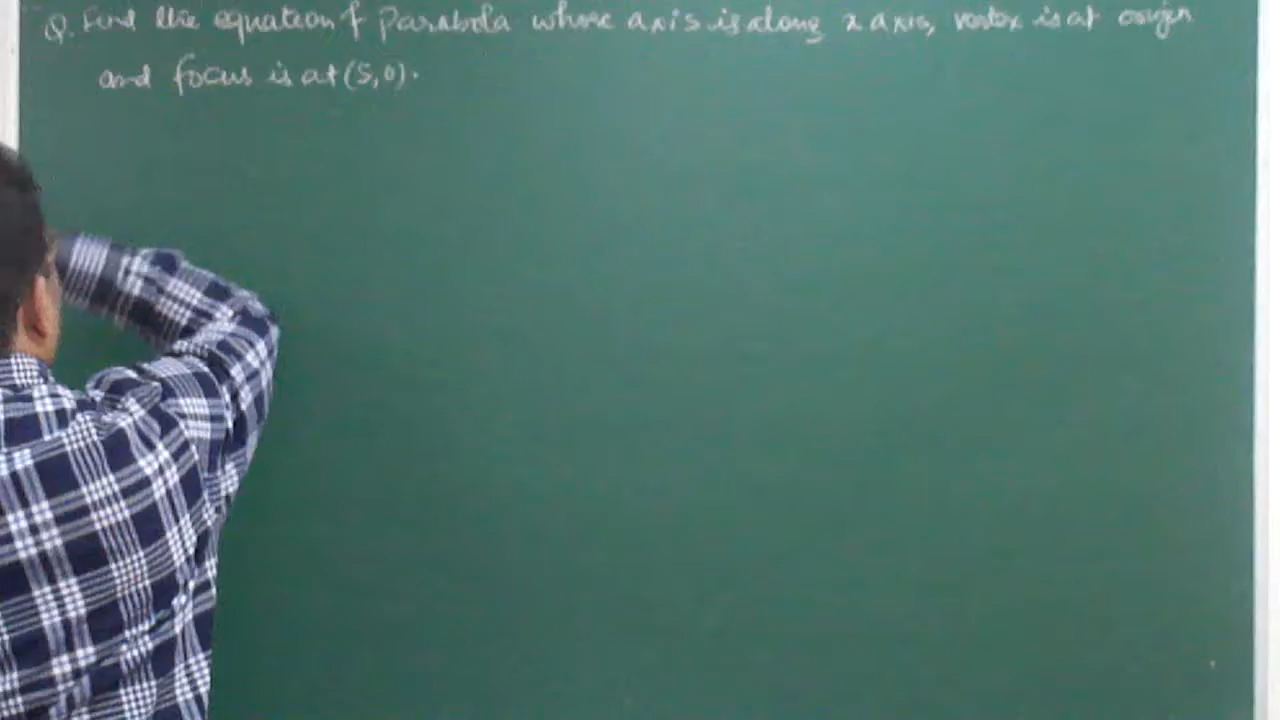 Q. Find the equation of parabola whose axis is along x axis, vertex is at origin
and focus is at (5,0).